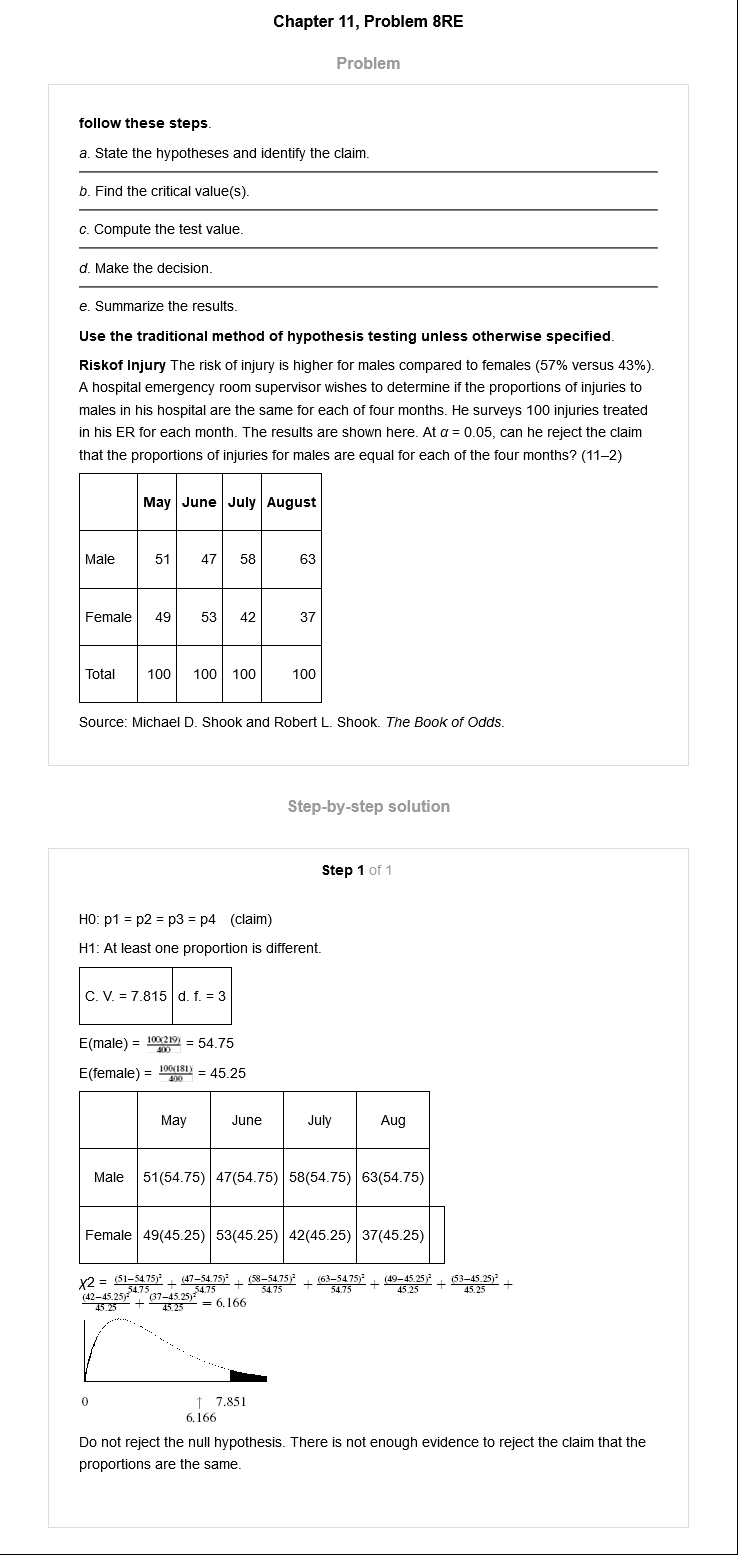 Chapter 11, Problem 8RE
Problem
follow these steps.
a. State the hypotheses and identify the claim.
b. Find the critical value(s).
c. Compute the test value.
d. Make the decision.
e. Summarize the results.
Use the traditional method of hypothesis testing unless otherwise specified.
Riskof Injury The risk of injury is higher for males compared to females (57% versus 43%).
A hospital emergency room supervisor wishes to determine if the proportions of injuries to
males in his hospital are the same for each of four months. He surveys 100 injuries treated
in his ER for each month. The results are shown here. At α = 0.05, can he reject the claim
that the proportions of injuries for males are equal for each of the four months? (11–2)
May June July August
Male 51 47 58 63
Female 49 53 42 37
Total 100 100 100 100
Source: Michael D. Shook and Robert L. Shook. The Book of Odds.
Step-by-step solution
Step 1 of 1
H0: p1 = p2 = p3 = p4 (claim)
H1: At least one proportion is different.
C. V. = 7.815 d. f. = 3
E(male) = 100(219)/400 = 54.75
E(female) = 100(181)/400 = 45.25
May June July Aug
Male 51(54.75) 47(54.75) 58(54.75) 63(54.75)
Female 49(45.25) 53(45.25) 42(45.25) 37(45.25)
χ2 = (51−54.75)²/54.75 + (47−54.75)²/54.75 + (58−54.75)²/54.75 + (63−54.75)²/54.75 + (49−45.25)²/45.25 + (53−45.25)²/45.25 +
(42−45.25)²/45.25 + (37−45.25)²/45.25 = 6.166
0 ↑ 7.851
6.166
Do not reject the null hypothesis. There is not enough evidence to reject the claim that the
proportions are the same.